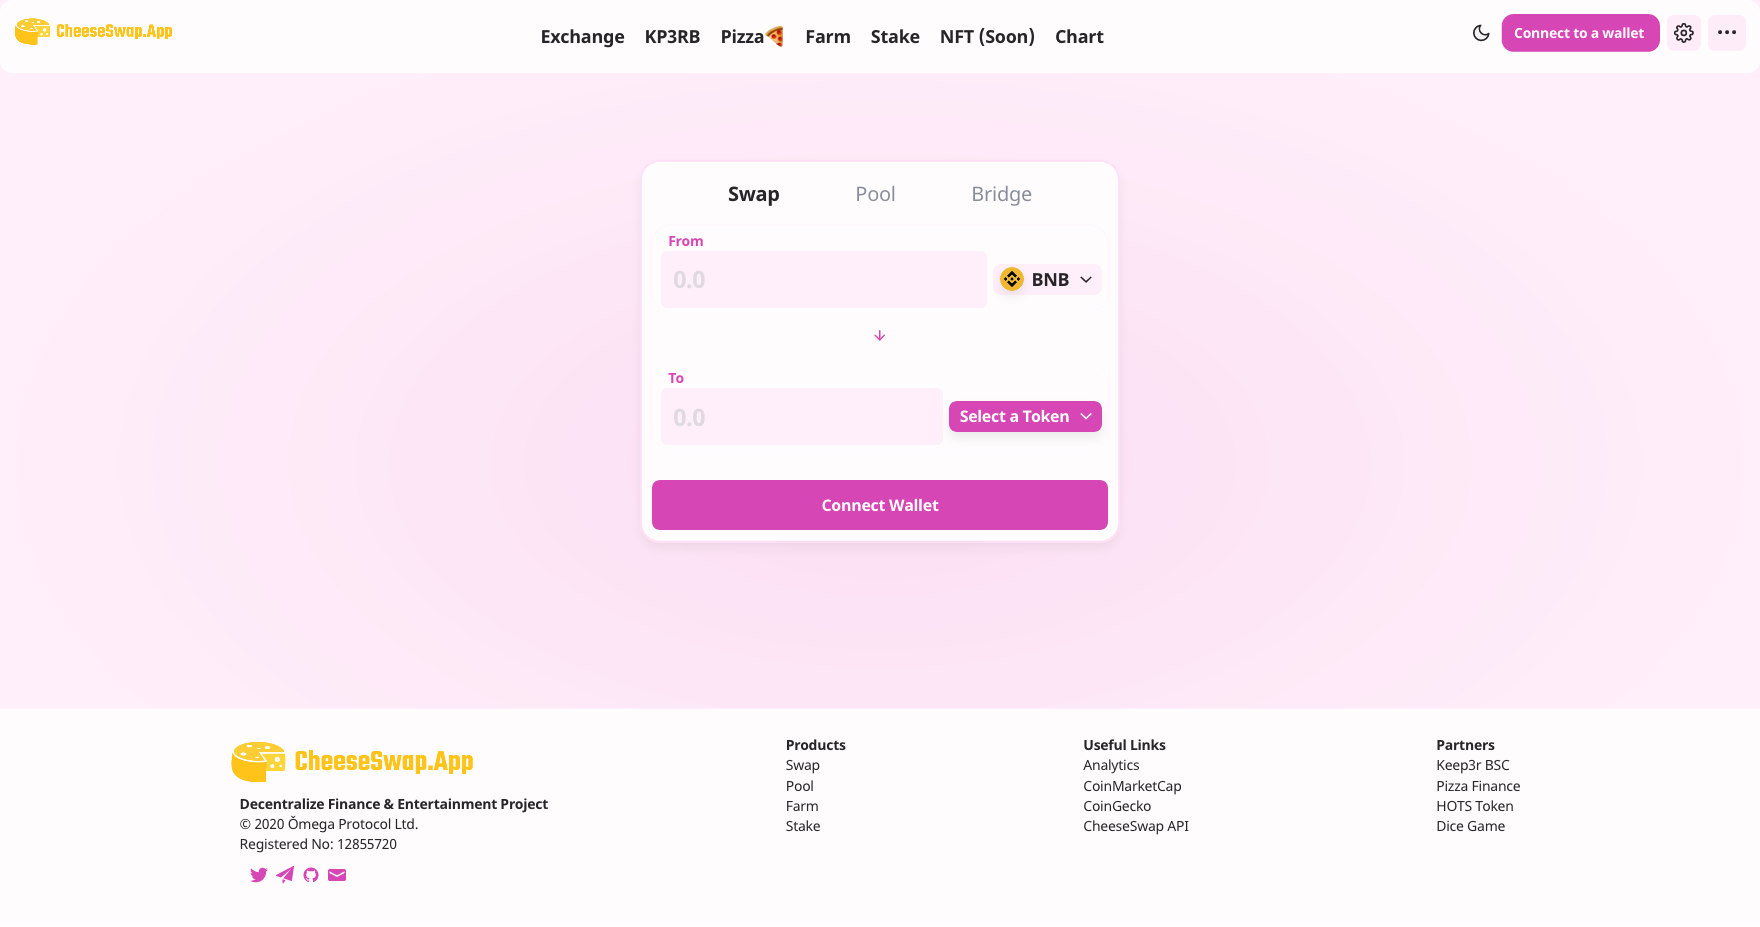 CheeseSwap.App
Exchange KP3RB Pizza🍕 Farm Stake NFT (Soon) Chart
Connect to a wallet
Swap Pool Bridge
From
0.0 BNB
To
0.0 Select a Token
Connect Wallet
CheeseSwap.App
Decentralize Finance & Entertainment Project
© 2020 Ǒmega Protocol Ltd.
Registered No: 12855720
Products
Swap
Pool
Farm
Stake
Useful Links
Analytics
CoinMarketCap
CoinGecko
CheeseSwap API
Partners
Keep3r BSC
Pizza Finance
HOTS Token
Dice Game